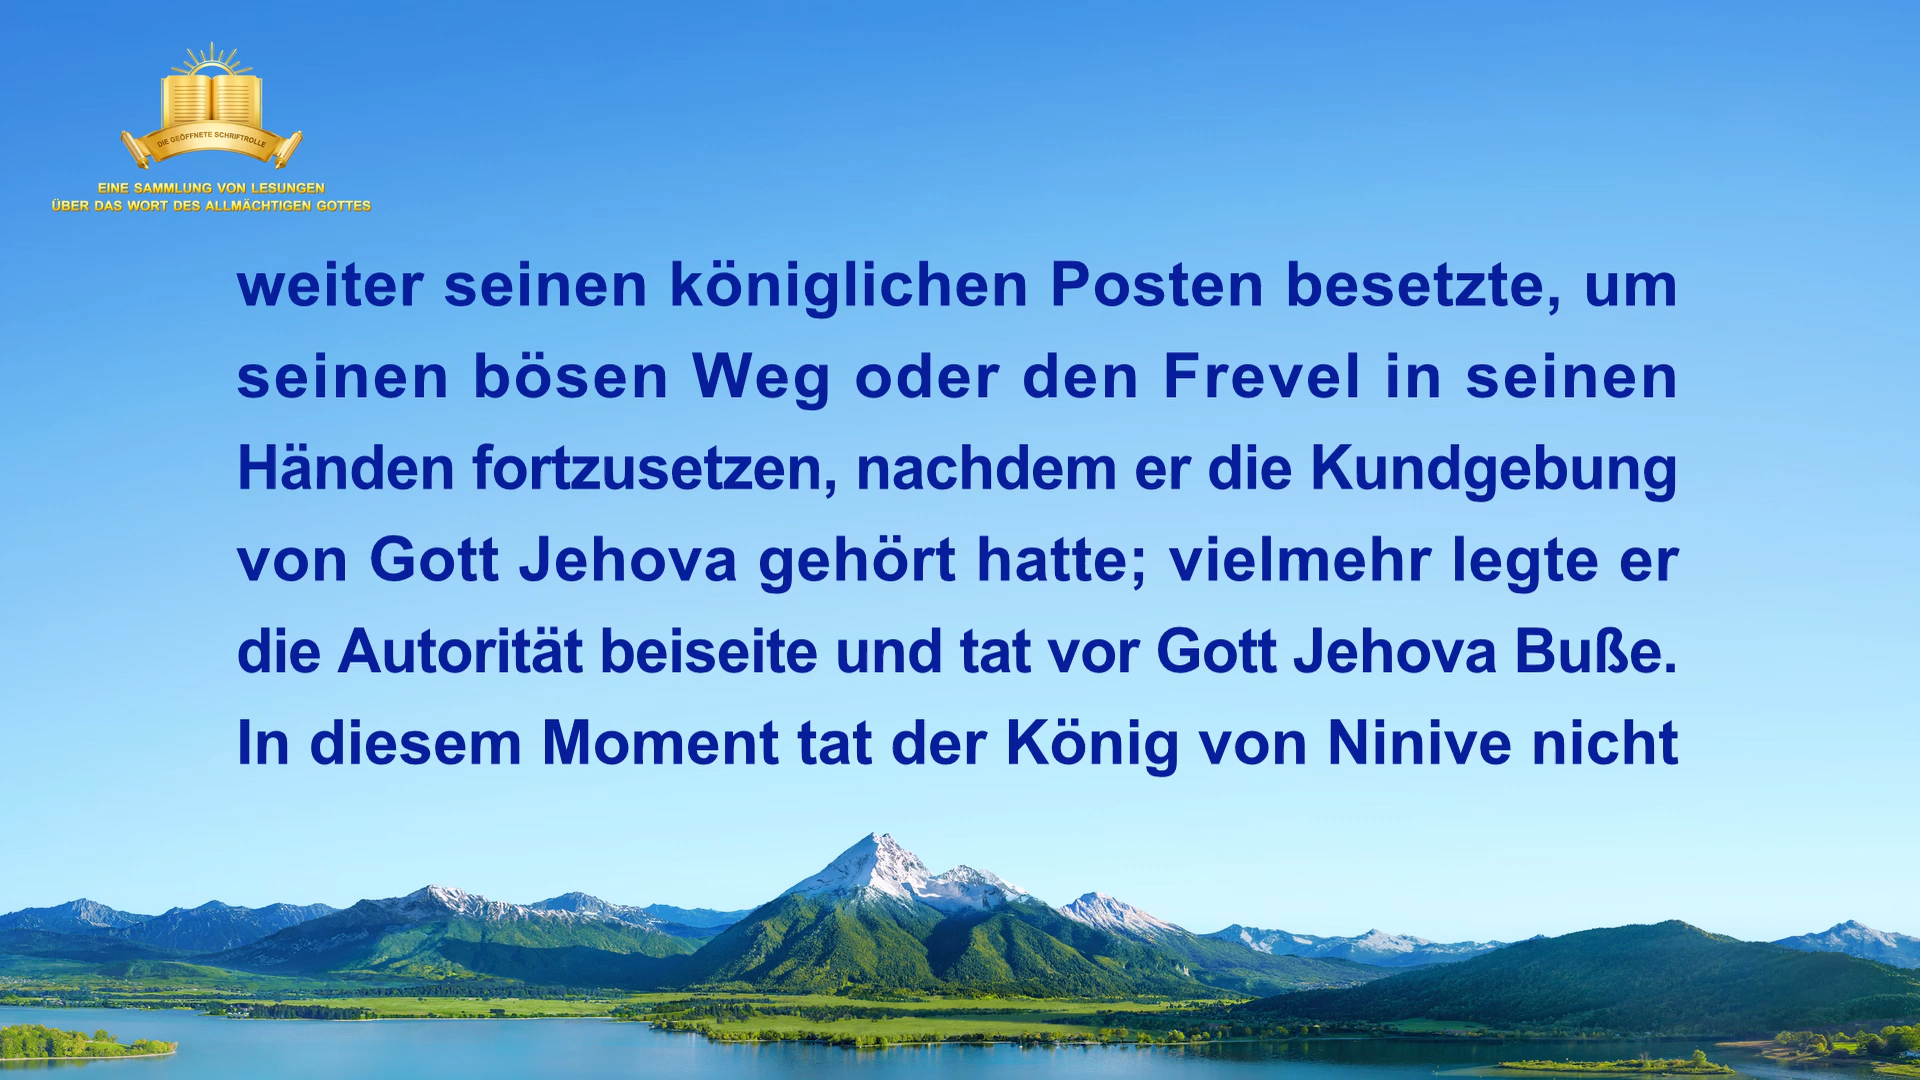 DIE GEÖFFNETE SCHRIFTROLLE
EINE SAMMLUNG VON LESUNGEN
ÜBER DAS WORT DES ALLMÄCHTIGEN GOTTES
weiter seinen königlichen Posten besetzte, um
seinen bösen Weg oder den Frevel in seinen
Händen fortzusetzen, nachdem er die Kundgebung
von Gott Jehova gehört hatte; vielmehr legte er
die Autorität beiseite und tat vor Gott Jehova Buße.
In diesem Moment tat der König von Ninive nicht